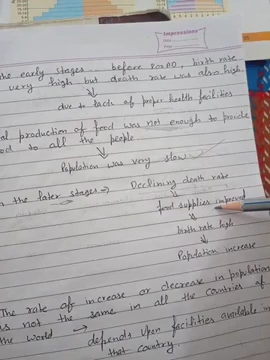 Impressions
the early stages before 2000AD, birth rate
very high but death rate was also high.
due to lack of proper health facilities
al production of food was not enough to provide
od to all the people
Population was very slow
n the later stages → Declining death rate
food supplies improved
birth rate high
Population increase
The rate of increase or decrease in population
is not the same in all the countries of
the world → depends upon facilities available in
that country.